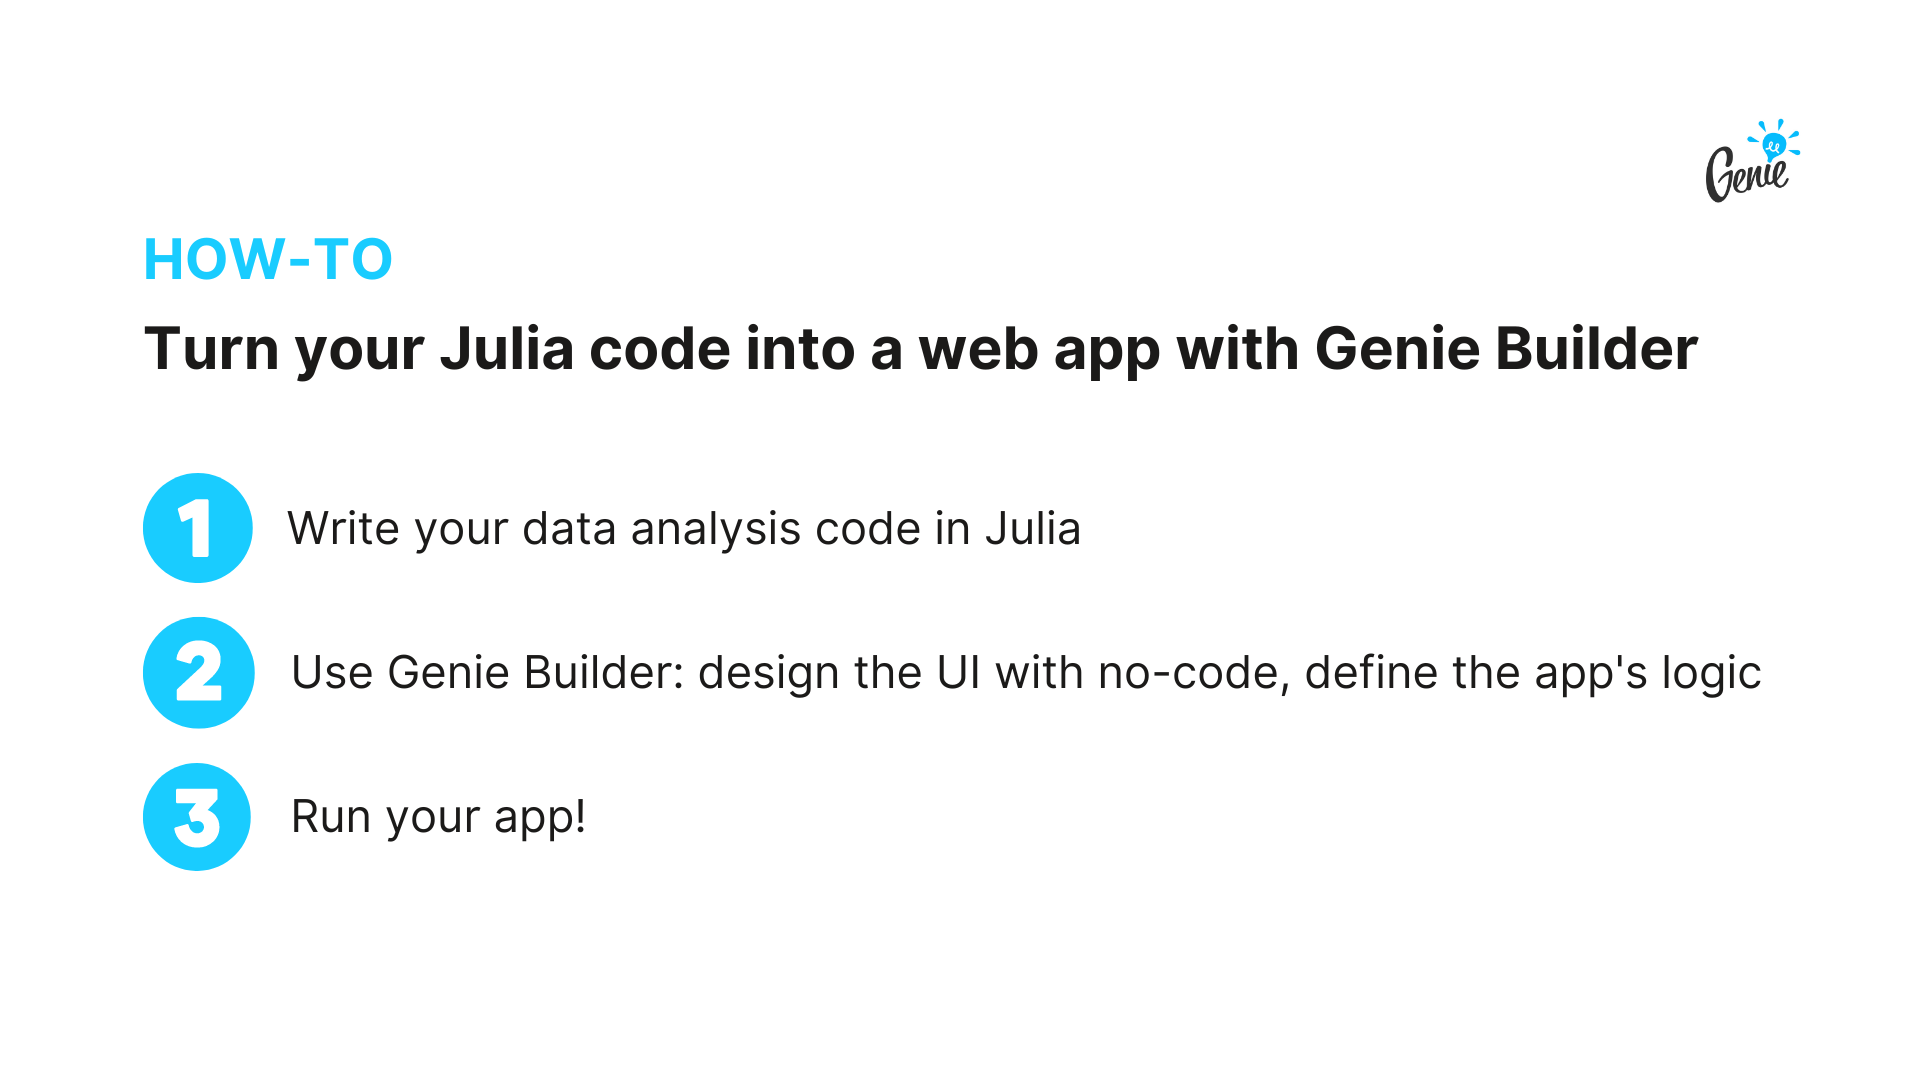 Genie
HOW-TO
Turn your Julia code into a web app with Genie Builder
1 Write your data analysis code in Julia
2 Use Genie Builder: design the UI with no-code, define the app's logic
3 Run your app!